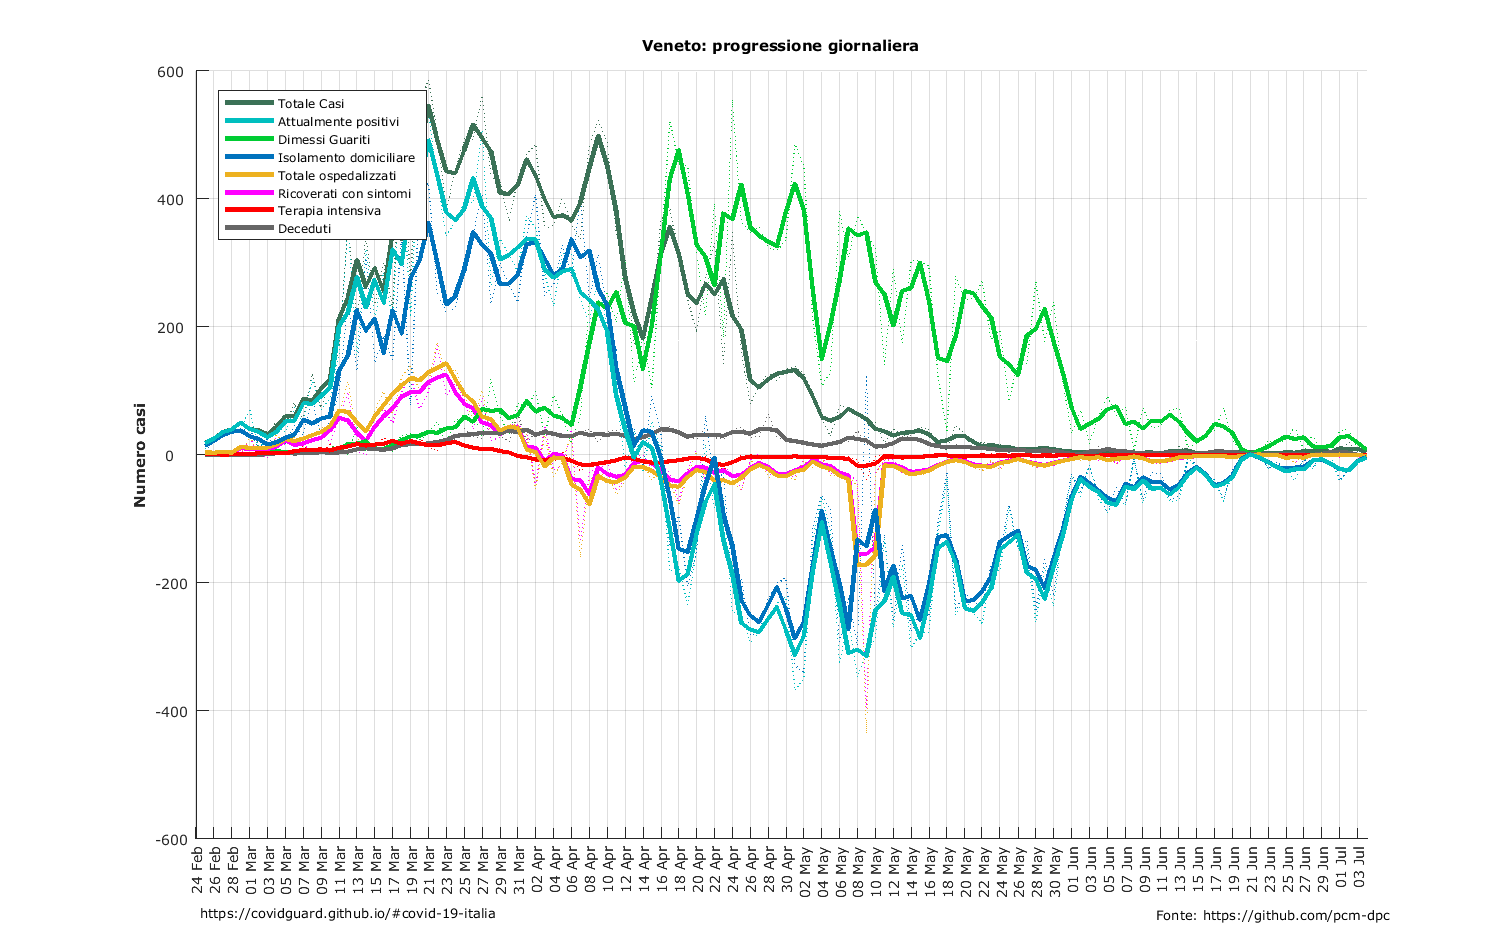 Veneto: progressione giornaliera
600
400
200
0
-200
-400
-600
Numero casi
Totale Casi
Attualmente positivi
Dimessi Guariti
Isolamento domiciliare
Totale ospedalizzati
Ricoverati con sintomi
Terapia intensiva
Deceduti
24 Feb
26 Feb
28 Feb
01 Mar
03 Mar
05 Mar
07 Mar
09 Mar
11 Mar
13 Mar
15 Mar
17 Mar
19 Mar
21 Mar
23 Mar
25 Mar
27 Mar
29 Mar
31 Mar
02 Apr
04 Apr
06 Apr
08 Apr
10 Apr
12 Apr
14 Apr
16 Apr
18 Apr
20 Apr
22 Apr
24 Apr
26 Apr
28 Apr
30 Apr
02 May
04 May
06 May
08 May
10 May
12 May
14 May
16 May
18 May
20 May
22 May
24 May
26 May
28 May
30 May
01 Jun
03 Jun
05 Jun
07 Jun
09 Jun
11 Jun
13 Jun
15 Jun
17 Jun
19 Jun
21 Jun
23 Jun
25 Jun
27 Jun
29 Jun
01 Jul
03 Jul
https://covidguard.github.io/#covid-19-italia
Fonte: https://github.com/pcm-dpc